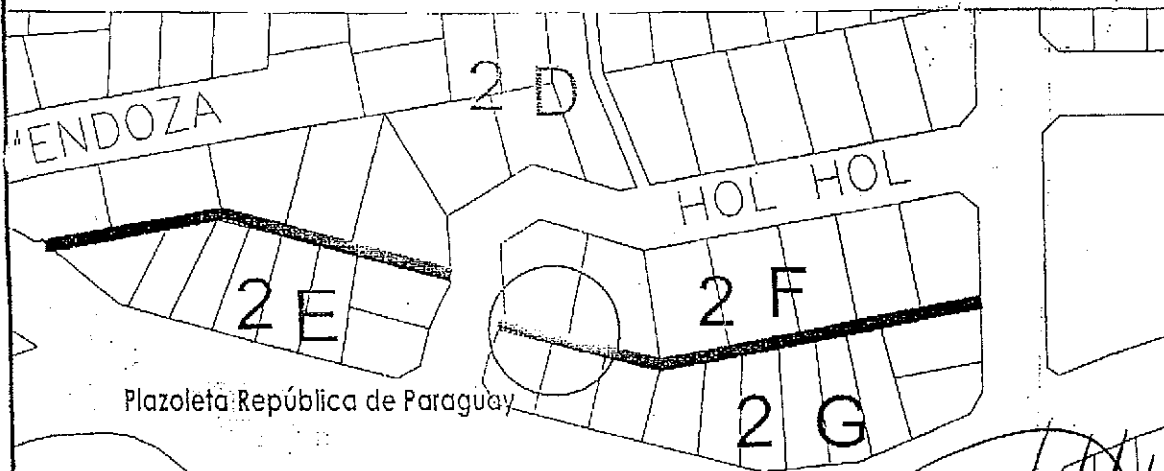 2 D
'ENDOZA
HOL HOL
2 E
2 F
Plazoleta República de Paraguay
2 G